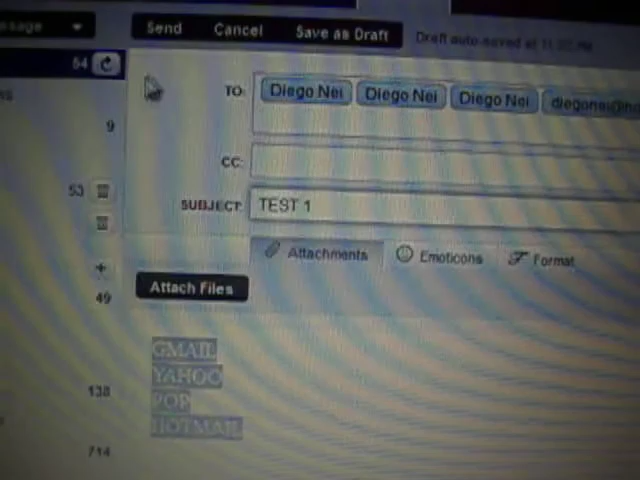 Send Cancel Save as Draft Draft auto-saved at
64
TO: Diego Nei Diego Nei Diego Nei
9
CC:
53
SUBJECT: TEST 1
Attachments Emoticons Format
+
Attach Files
49
GMAIL
YAHOO
138
POP
HOTMAIL
714